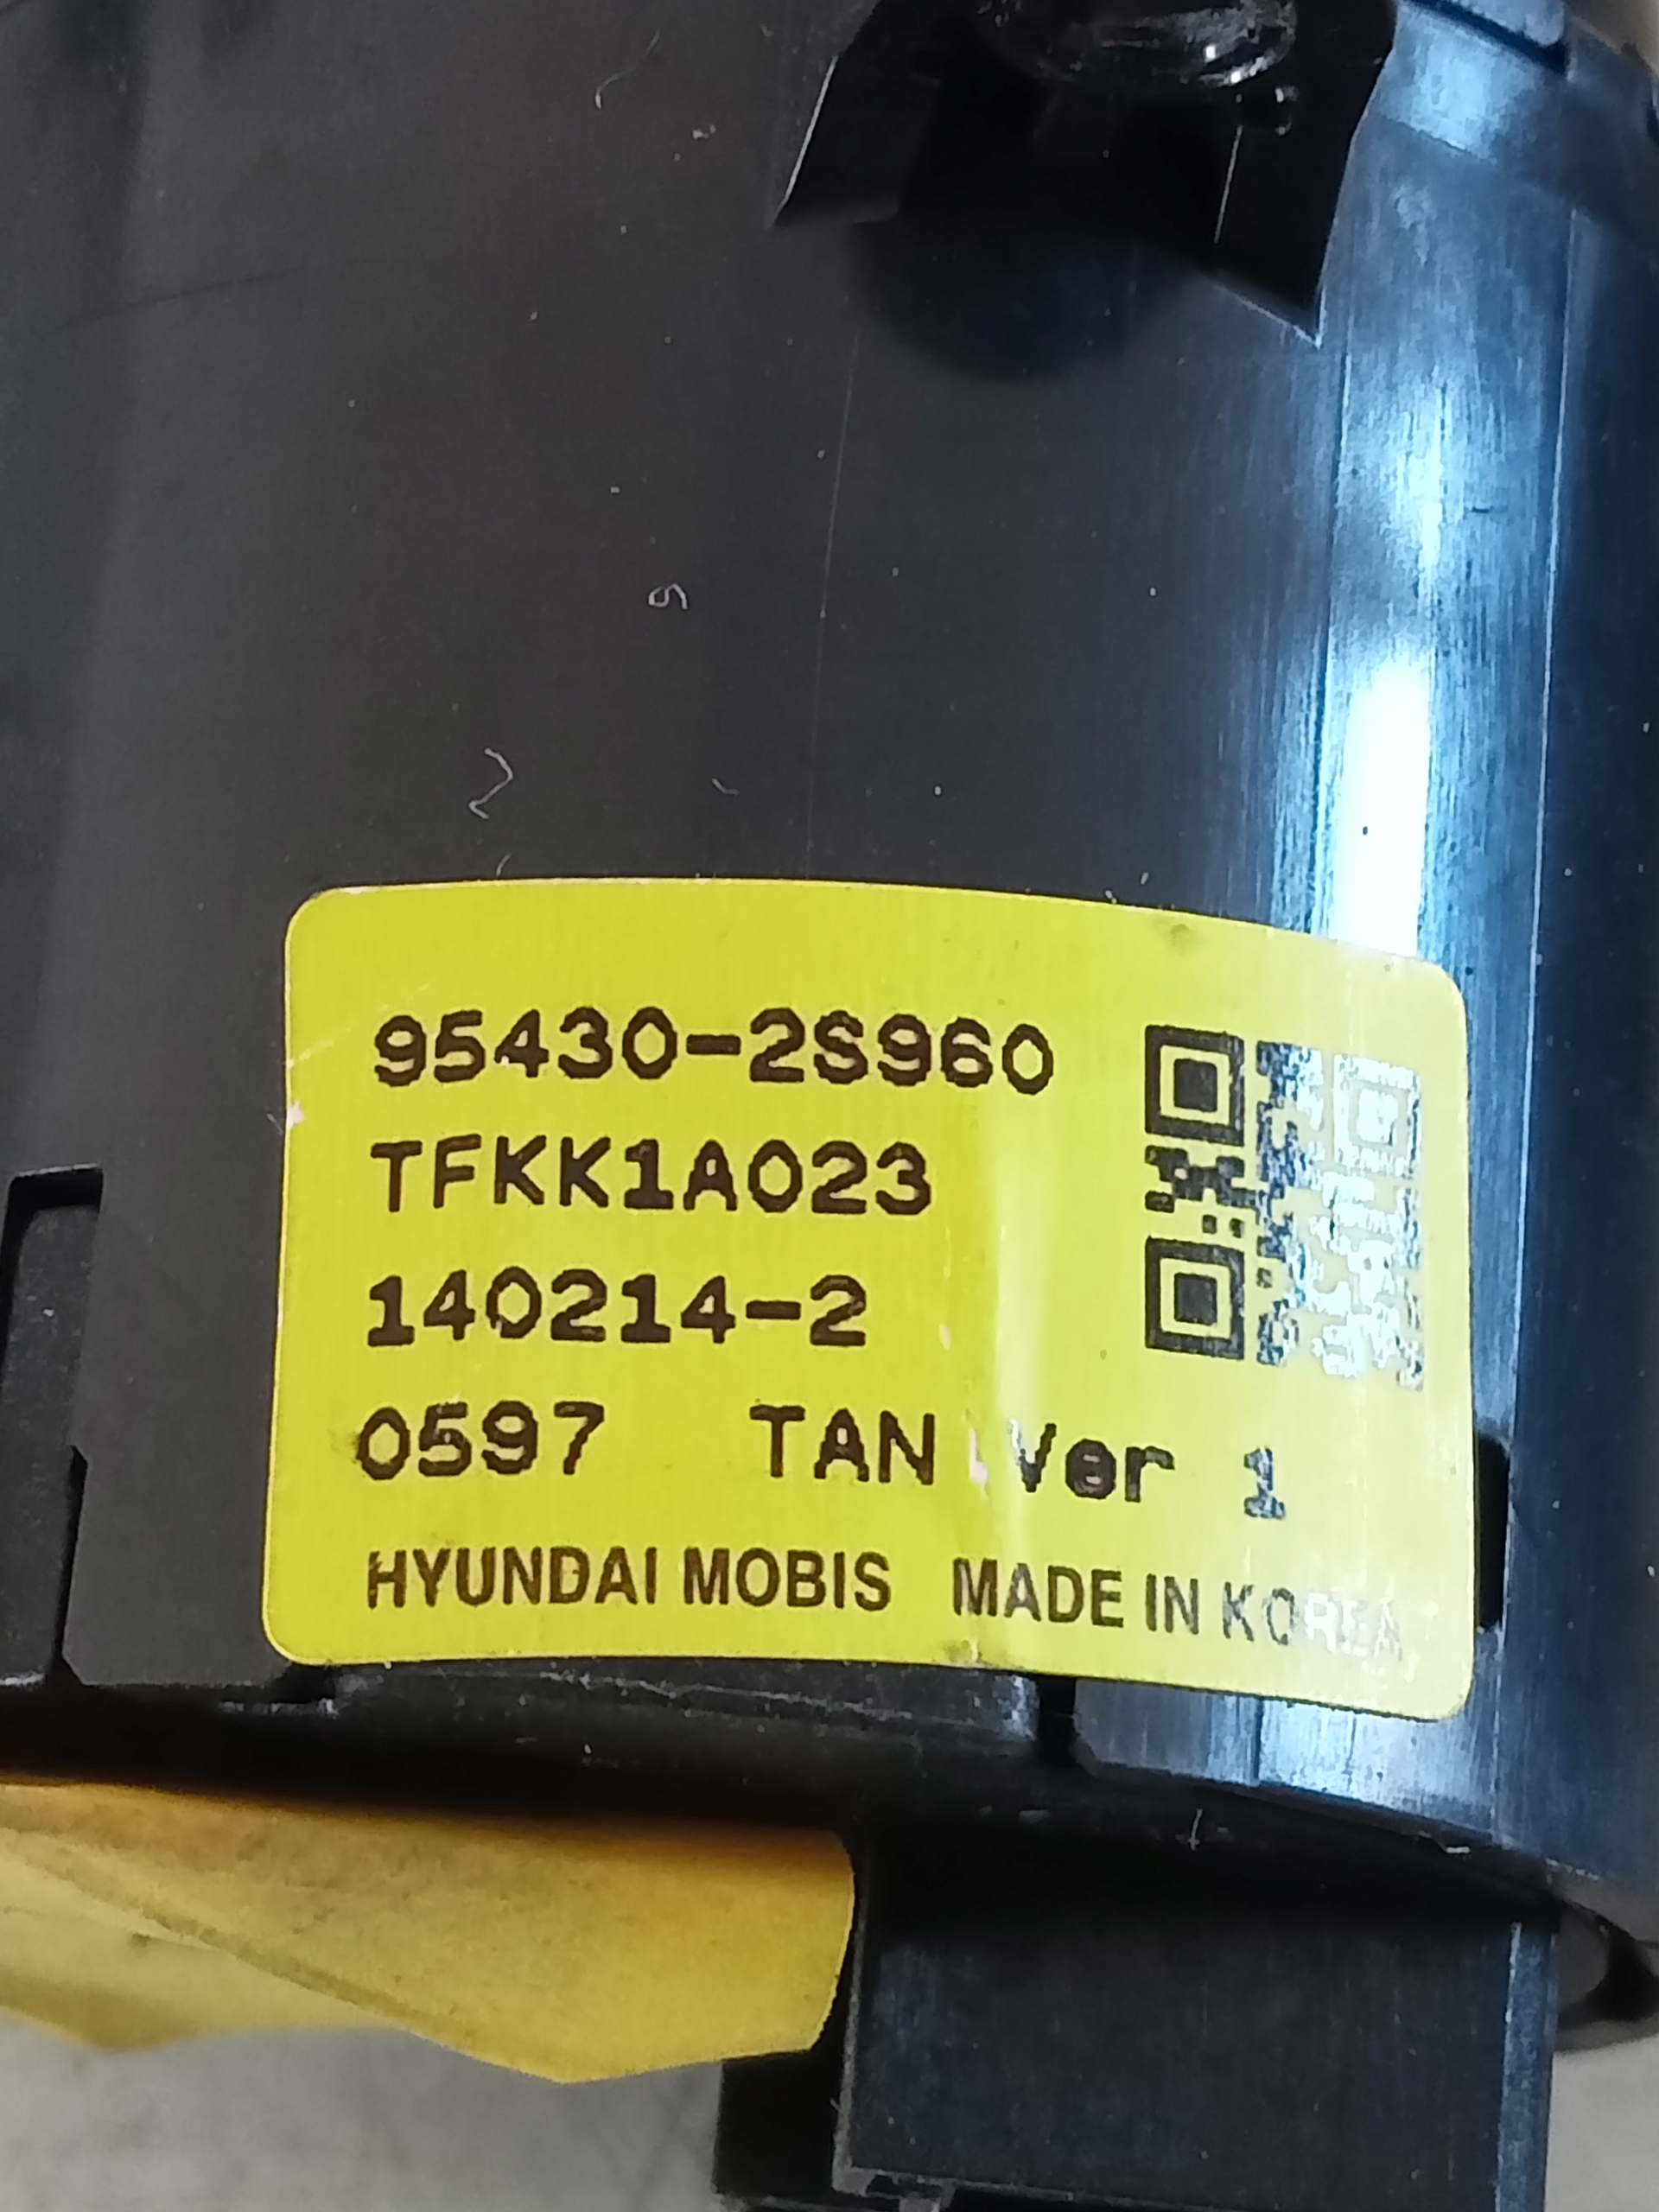 95430-2S960
TFKK1A023
140214-2
0597 TAN Ver 1
HYUNDAI MOBIS MADE IN KOREA